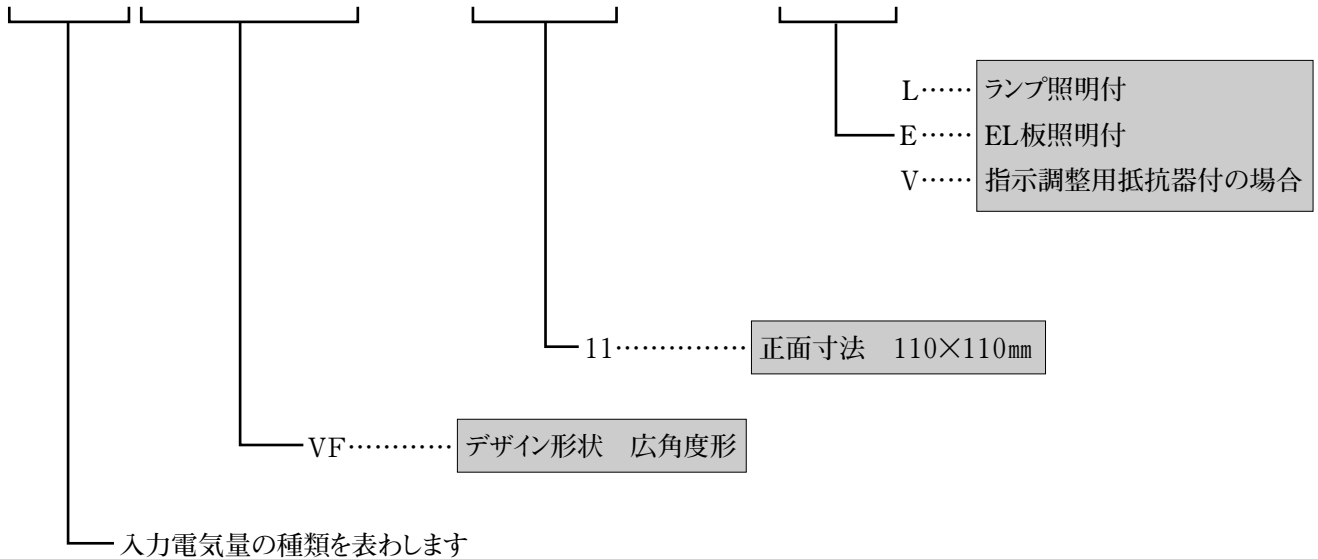 L…… ランプ照明付
E…… EL板照明付
V…… 指示調整用抵抗器付の場合
11…………… 正面寸法　110×110㎜
VF………… デザイン形状　広角度形
入力電気量の種類を表わします